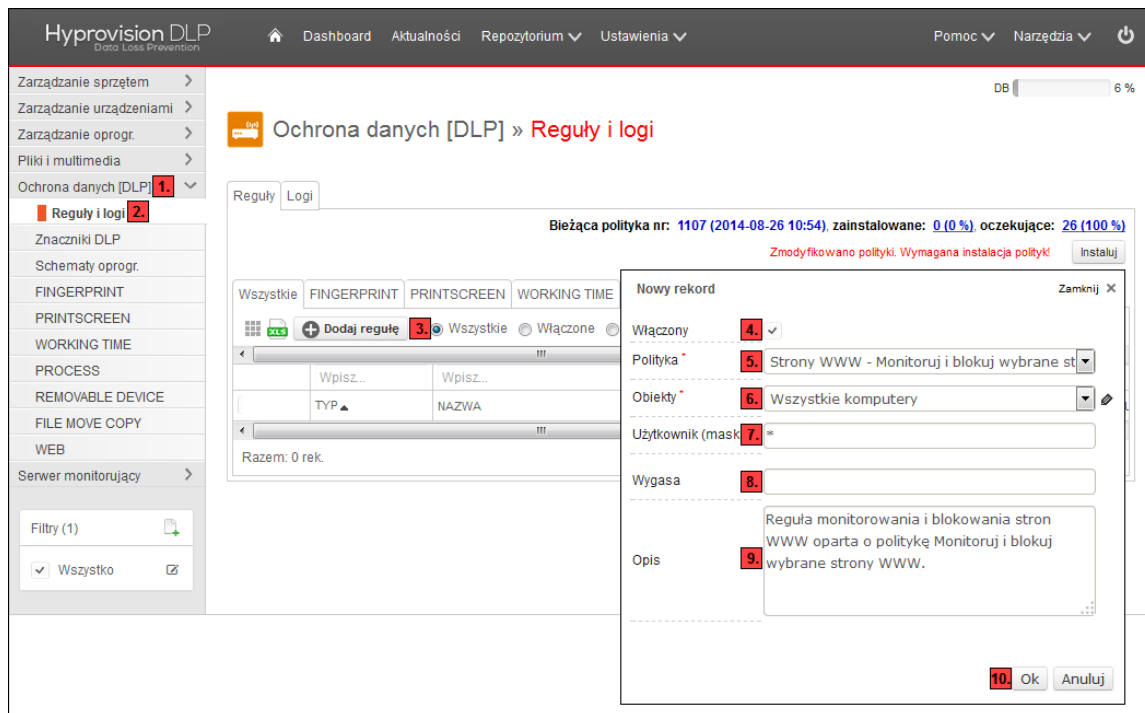 Hyprovision DLP
Data Loss Prevention
Dashboard Aktualności Repozytorium Ustawienia Pomoc Narzędzia
DB 6 %
Zarządzanie sprzętem
Zarządzanie urządzeniami
Zarządzanie oprogr.
Pliki i multimedia
Ochrona danych [DLP] 1.
Reguły i logi 2.
Znaczniki DLP
Schematy oprogr.
FINGERPRINT
PRINTSCREEN
WORKING TIME
PROCESS
REMOVABLE DEVICE
FILE MOVE COPY
WEB
Serwer monitorujący
Filtry (1)
Wszystko
Ochrona danych [DLP] » Reguły i logi
Reguły Logi
Bieżąca polityka nr: 1107 (2014-08-26 10:54), zainstalowane: 0 (0 %), oczekujące: 26 (100 %)
Zmodyfikowano polityki. Wymagana instalacja polityk! Instaluj
Wszystkie FINGERPRINT PRINTSCREEN WORKING TIME
XLS Dodaj regułę 3. Wszystkie Włączone
Wpisz... Wpisz...
TYP NAZWA
Razem: 0 rek.
Nowy rekord Zamknij ×
Włączony 4.
Polityka * 5. Strony WWW - Monitoruj i blokuj wybrane st
Obiekty * 6. Wszystkie komputery
Użytkownik (mask 7. *
Wygasa 8.
Opis 9.
Reguła monitorowania i blokowania stron
WWW oparta o politykę Monitoruj i blokuj
wybrane strony WWW.
10. Ok Anuluj